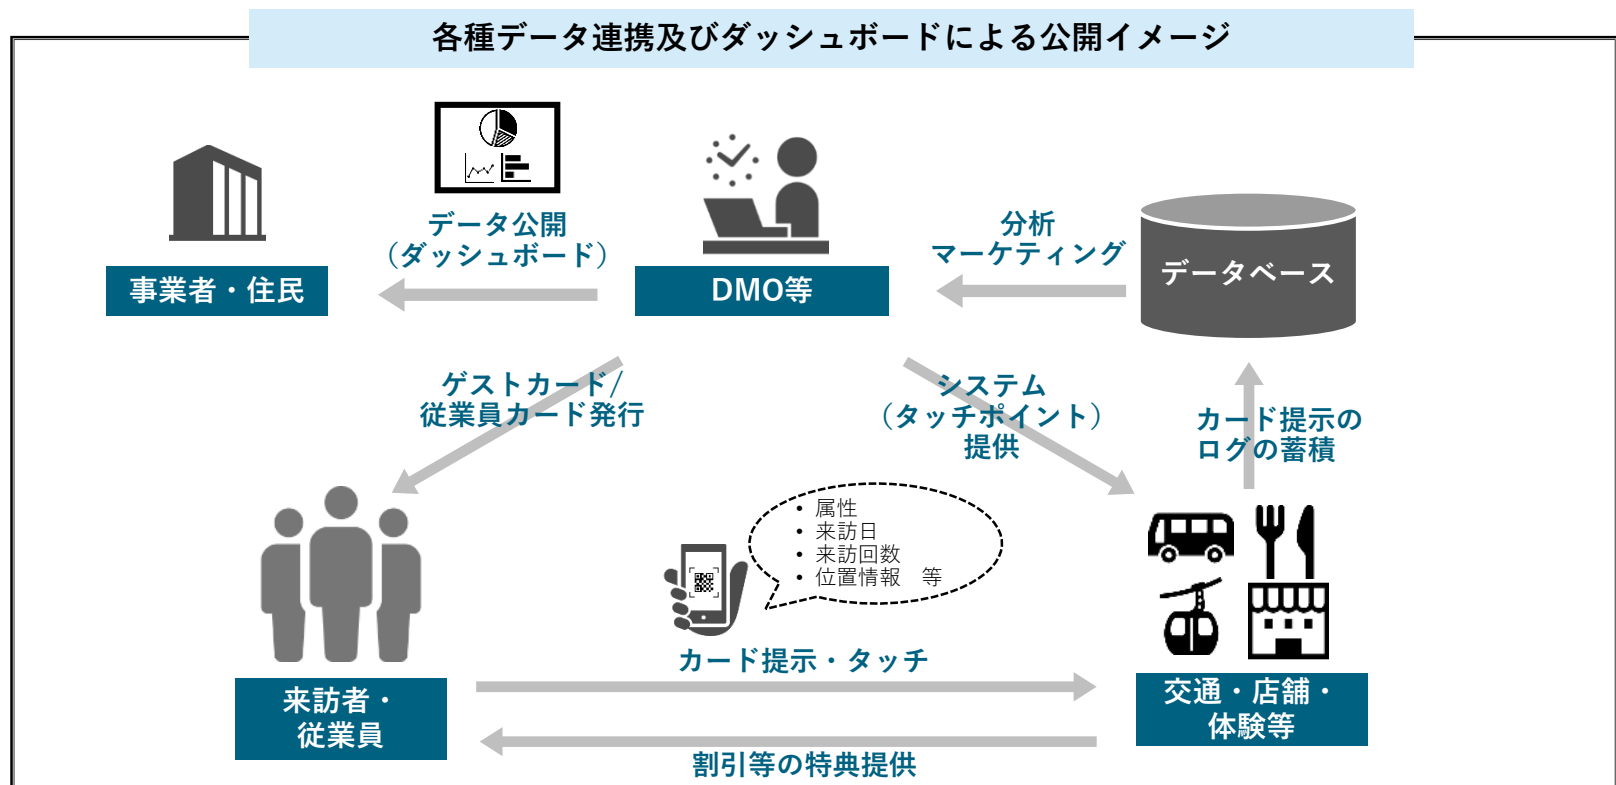 各種データ連携及びダッシュボードによる公開イメージ
データ公開
（ダッシュボード）
分析
マーケティング
データベース
事業者・住民
DMO等
ゲストカード/
従業員カード発行
システム
（タッチポイント）
提供
カード提示の
ログの蓄積
• 属性
• 来訪日
• 来訪回数
• 位置情報　等
カード提示・タッチ
来訪者・
従業員
交通・店舗・
体験等
割引等の特典提供